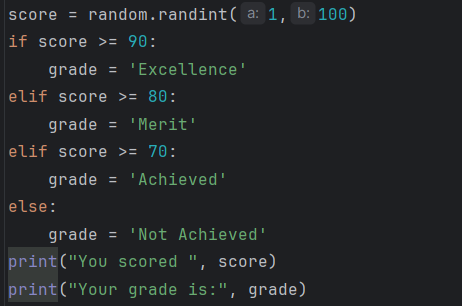 score = random.randint( a: 1, b: 100)
if score >= 90:
    grade = 'Excellence'
elif score >= 80:
    grade = 'Merit'
elif score >= 70:
    grade = 'Achieved'
else:
    grade = 'Not Achieved'
print("You scored ", score)
print("Your grade is:", grade)